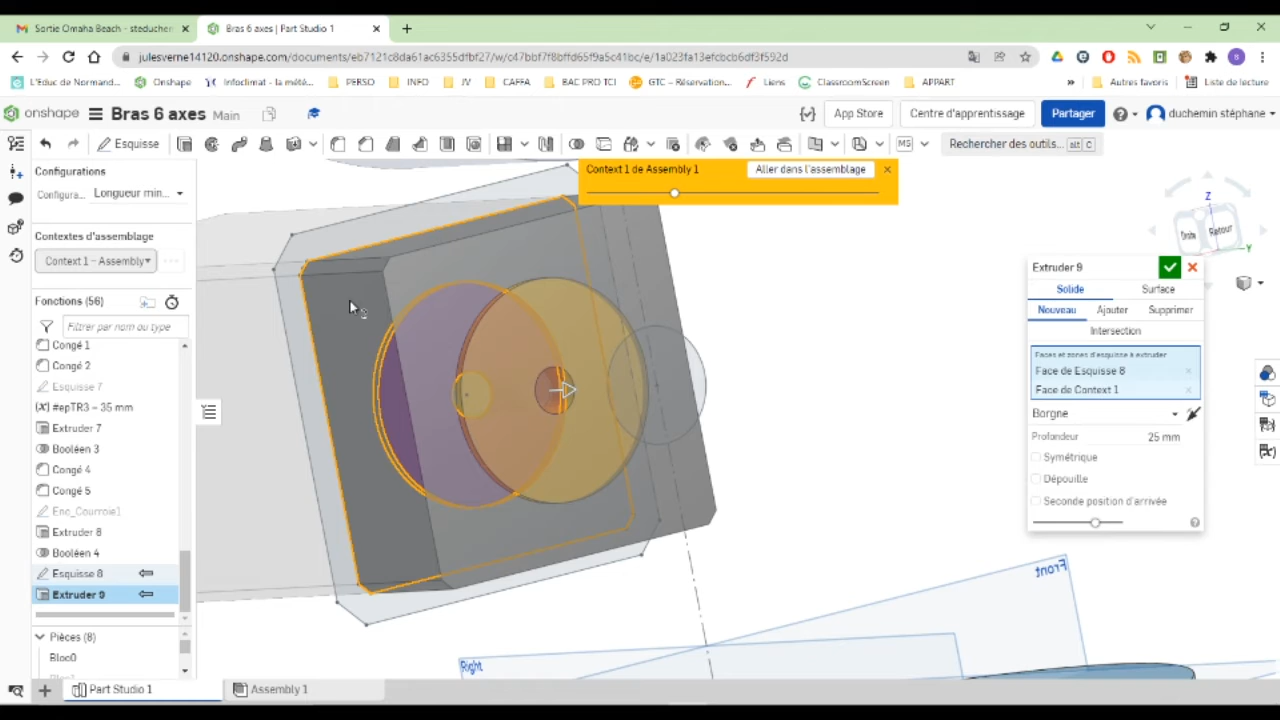 Sortie Omaha Beach - steducher
Bras 6 axes | Part Studio 1
julesverne14120.onshape.com/documents/eb7121c8da61ac6355dfbf27/w/c47bbf7f8bffd65f9a5c41bc/e/1a023fa13efcbcb6df3f592d
L'Éduc de Normand...
Onshape
Infoclimat - la mété...
PERSO
INFO
JV
CAFFA
BAC PRO TCI
GTC – Réservation...
Liens
ClassroomScreen
APPART
»
Autres favoris
Liste de lecture
onshape
Bras 6 axes
Main
App Store
Centre d'apprentissage
Partager
duchemin stéphane
Esquisse
MS
Rechercher des outils... alt C
Configurations
Configura... Longueur min...
Contextes d'assemblage
Context 1 - Assembly
Fonctions (56)
Filtrer par nom ou type
Congé 1
Congé 2
Esquisse 7
(x) #epTR3 – 35 mm
Extruder 7
Booléen 3
Congé 4
Congé 5
Enc_Courroie1
Extruder 8
Booléen 4
Esquisse 8
Extruder 9
Pièces (8)
Bloc0
Context 1 de Assembly 1
Aller dans l'assemblage
Z
Droite
Retour
Y
Extruder 9
Solide
Surface
Nouveau
Ajouter
Supprimer
Intersection
Faces et zones d'esquisse à extruder
Face de Esquisse 8
Face de Context 1
Borgne
Profondeur 25 mm
Symétrique
Dépouille
Seconde position d'arrivée
Front
Right
Part Studio 1
Assembly 1